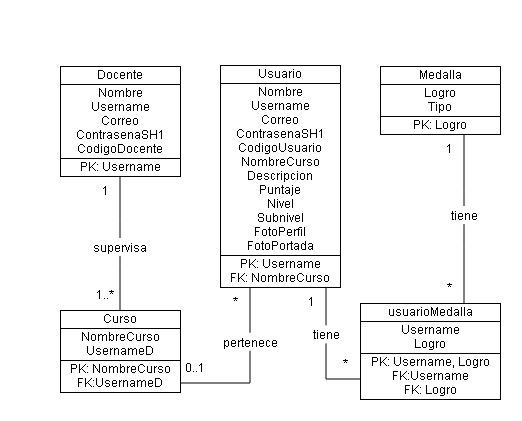 Docente
Nombre
Username
Correo
ContrasenaSH1
CodigoDocente
PK: Username
Usuario
Nombre
Username
Correo
ContrasenaSH1
CodigoUsuario
NombreCurso
Descripcion
Puntaje
Nivel
Subnivel
FotoPerfil
FotoPortada
PK: Username
FK: NombreCurso
Medalla
Logro
Tipo
PK: Logro
1
supervisa
1..*
1
tiene
*
*
pertenece
0..1
1
tiene
*
Curso
NombreCurso
UsernameD
PK: NombreCurso
FK:UsernameD
usuarioMedalla
Username
Logro
PK: Username, Logro
FK:Username
FK: Logro